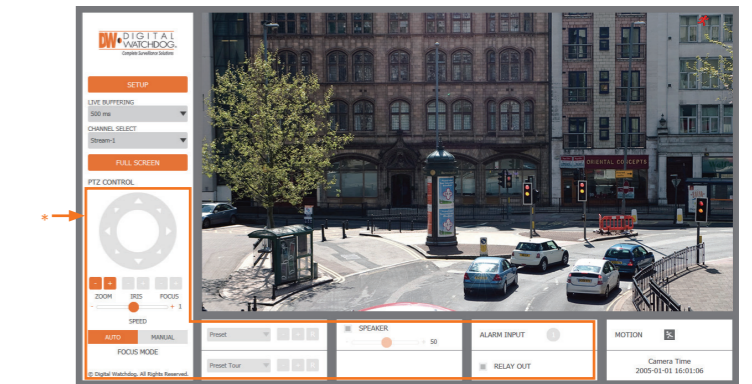 DW DIGITAL
WATCHDOG®
Complete Surveillance Solutions
SETUP
LIVE BUFFERING
500 ms
CHANNEL SELECT
Stream-1
FULL SCREEN
PTZ CONTROL
*
- +
ZOOM IRIS FOCUS
- + 1
SPEED
AUTO MANUAL
FOCUS MODE
© Digital Watchdog. All Rights Reserved.
ORIENTAL CONCEPTS
Preset
Preset Tour
SPEAKER
- + 50
ALARM INPUT 1
RELAY OUT
MOTION
Camera Time
2005-01-01 16:01:06